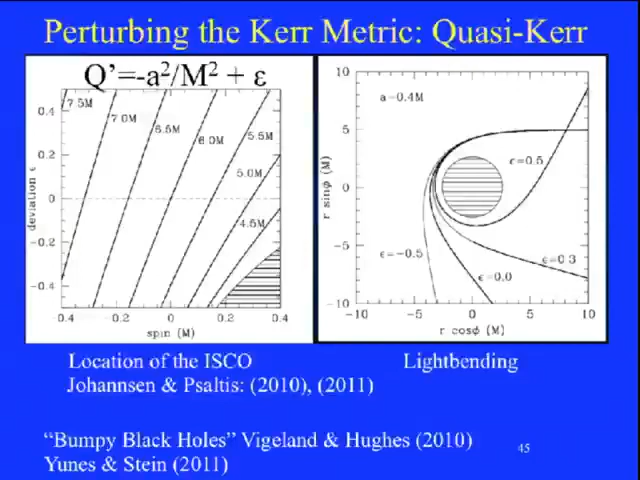 Perturbing the Kerr Metric: Quasi-Kerr
Q'=-a²/M² + ε
7.5M
7.0M
6.5M
6.0M
5.5M
5.0M
4.5M
deviation ε
0.4
0.2
0
-0.2
-0.4
-0.4 -0.2 0 0.2 0.4
spin (M)
a=0.4M
ε=0.5
ε=0.3
ε=0.0
ε=-0.5
r sinφ (M)
10
5
0
-5
-10
-10 -5 0 5 10
r cosφ (M)
Location of the ISCO
Lightbending
Johannsen & Psaltis: (2010), (2011)
"Bumpy Black Holes" Vigeland & Hughes (2010)
45
Yunes & Stein (2011)